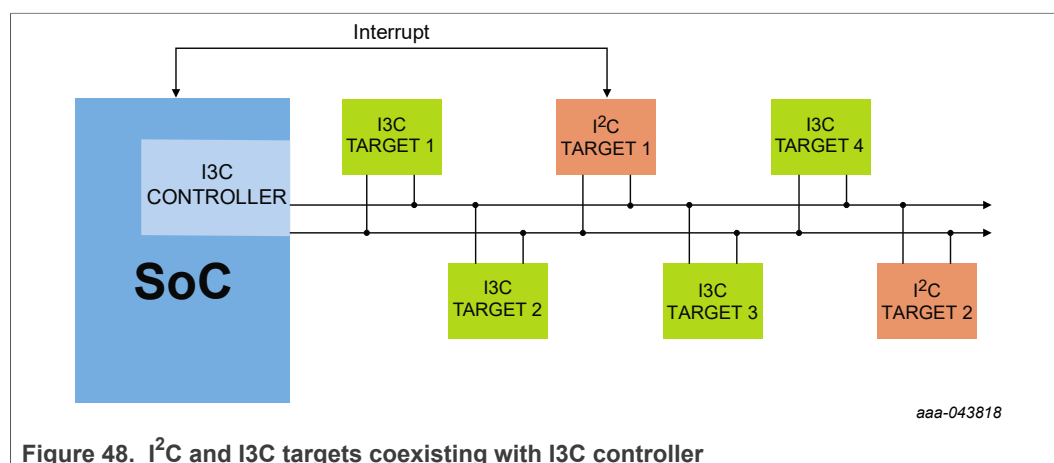 Interrupt
I3C
TARGET 1
I²C
TARGET 1
I3C
TARGET 4
I3C
CONTROLLER
SoC
I3C
TARGET 2
I3C
TARGET 3
I²C
TARGET 2
aaa-043818
Figure 48. I²C and I3C targets coexisting with I3C controller